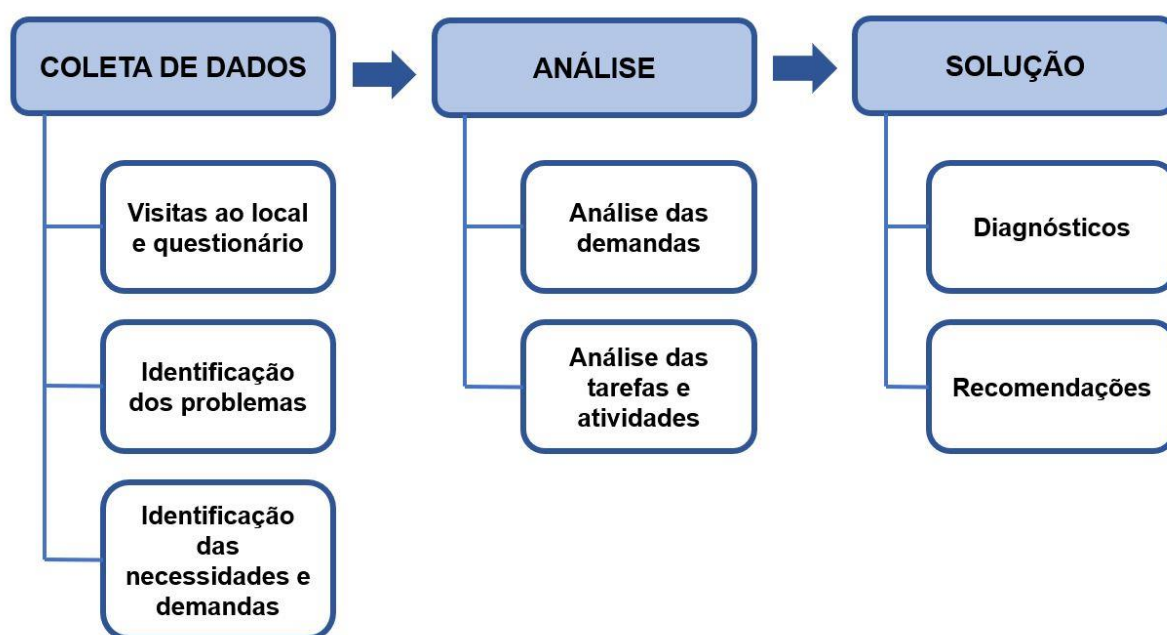 COLETA DE DADOS
Visitas ao local
e questionário
Identificação
dos problemas
Identificação
das
necessidades e
demandas
ANÁLISE
Análise das
demandas
Análise das
tarefas e
atividades
SOLUÇÃO
Diagnósticos
Recomendações